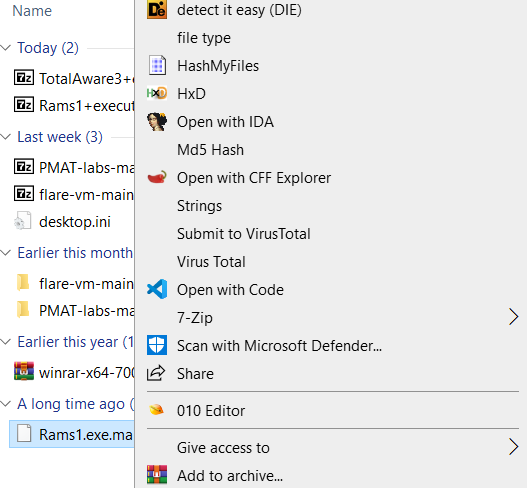 Name
Today (2)
TotalAware3+
Rams1+execut
Last week (3)
PMAT-labs-ma
flare-vm-main
desktop.ini
Earlier this month
flare-vm-main
PMAT-labs-ma
Earlier this year (1
winrar-x64-700
A long time ago (
Rams1.exe.ma
detect it easy (DIE)
file type
HashMyFiles
HxD
Open with IDA
Md5 Hash
Open with CFF Explorer
Strings
Submit to VirusTotal
Virus Total
Open with Code
7-Zip
Scan with Microsoft Defender...
Share
010 Editor
Give access to
Add to archive...